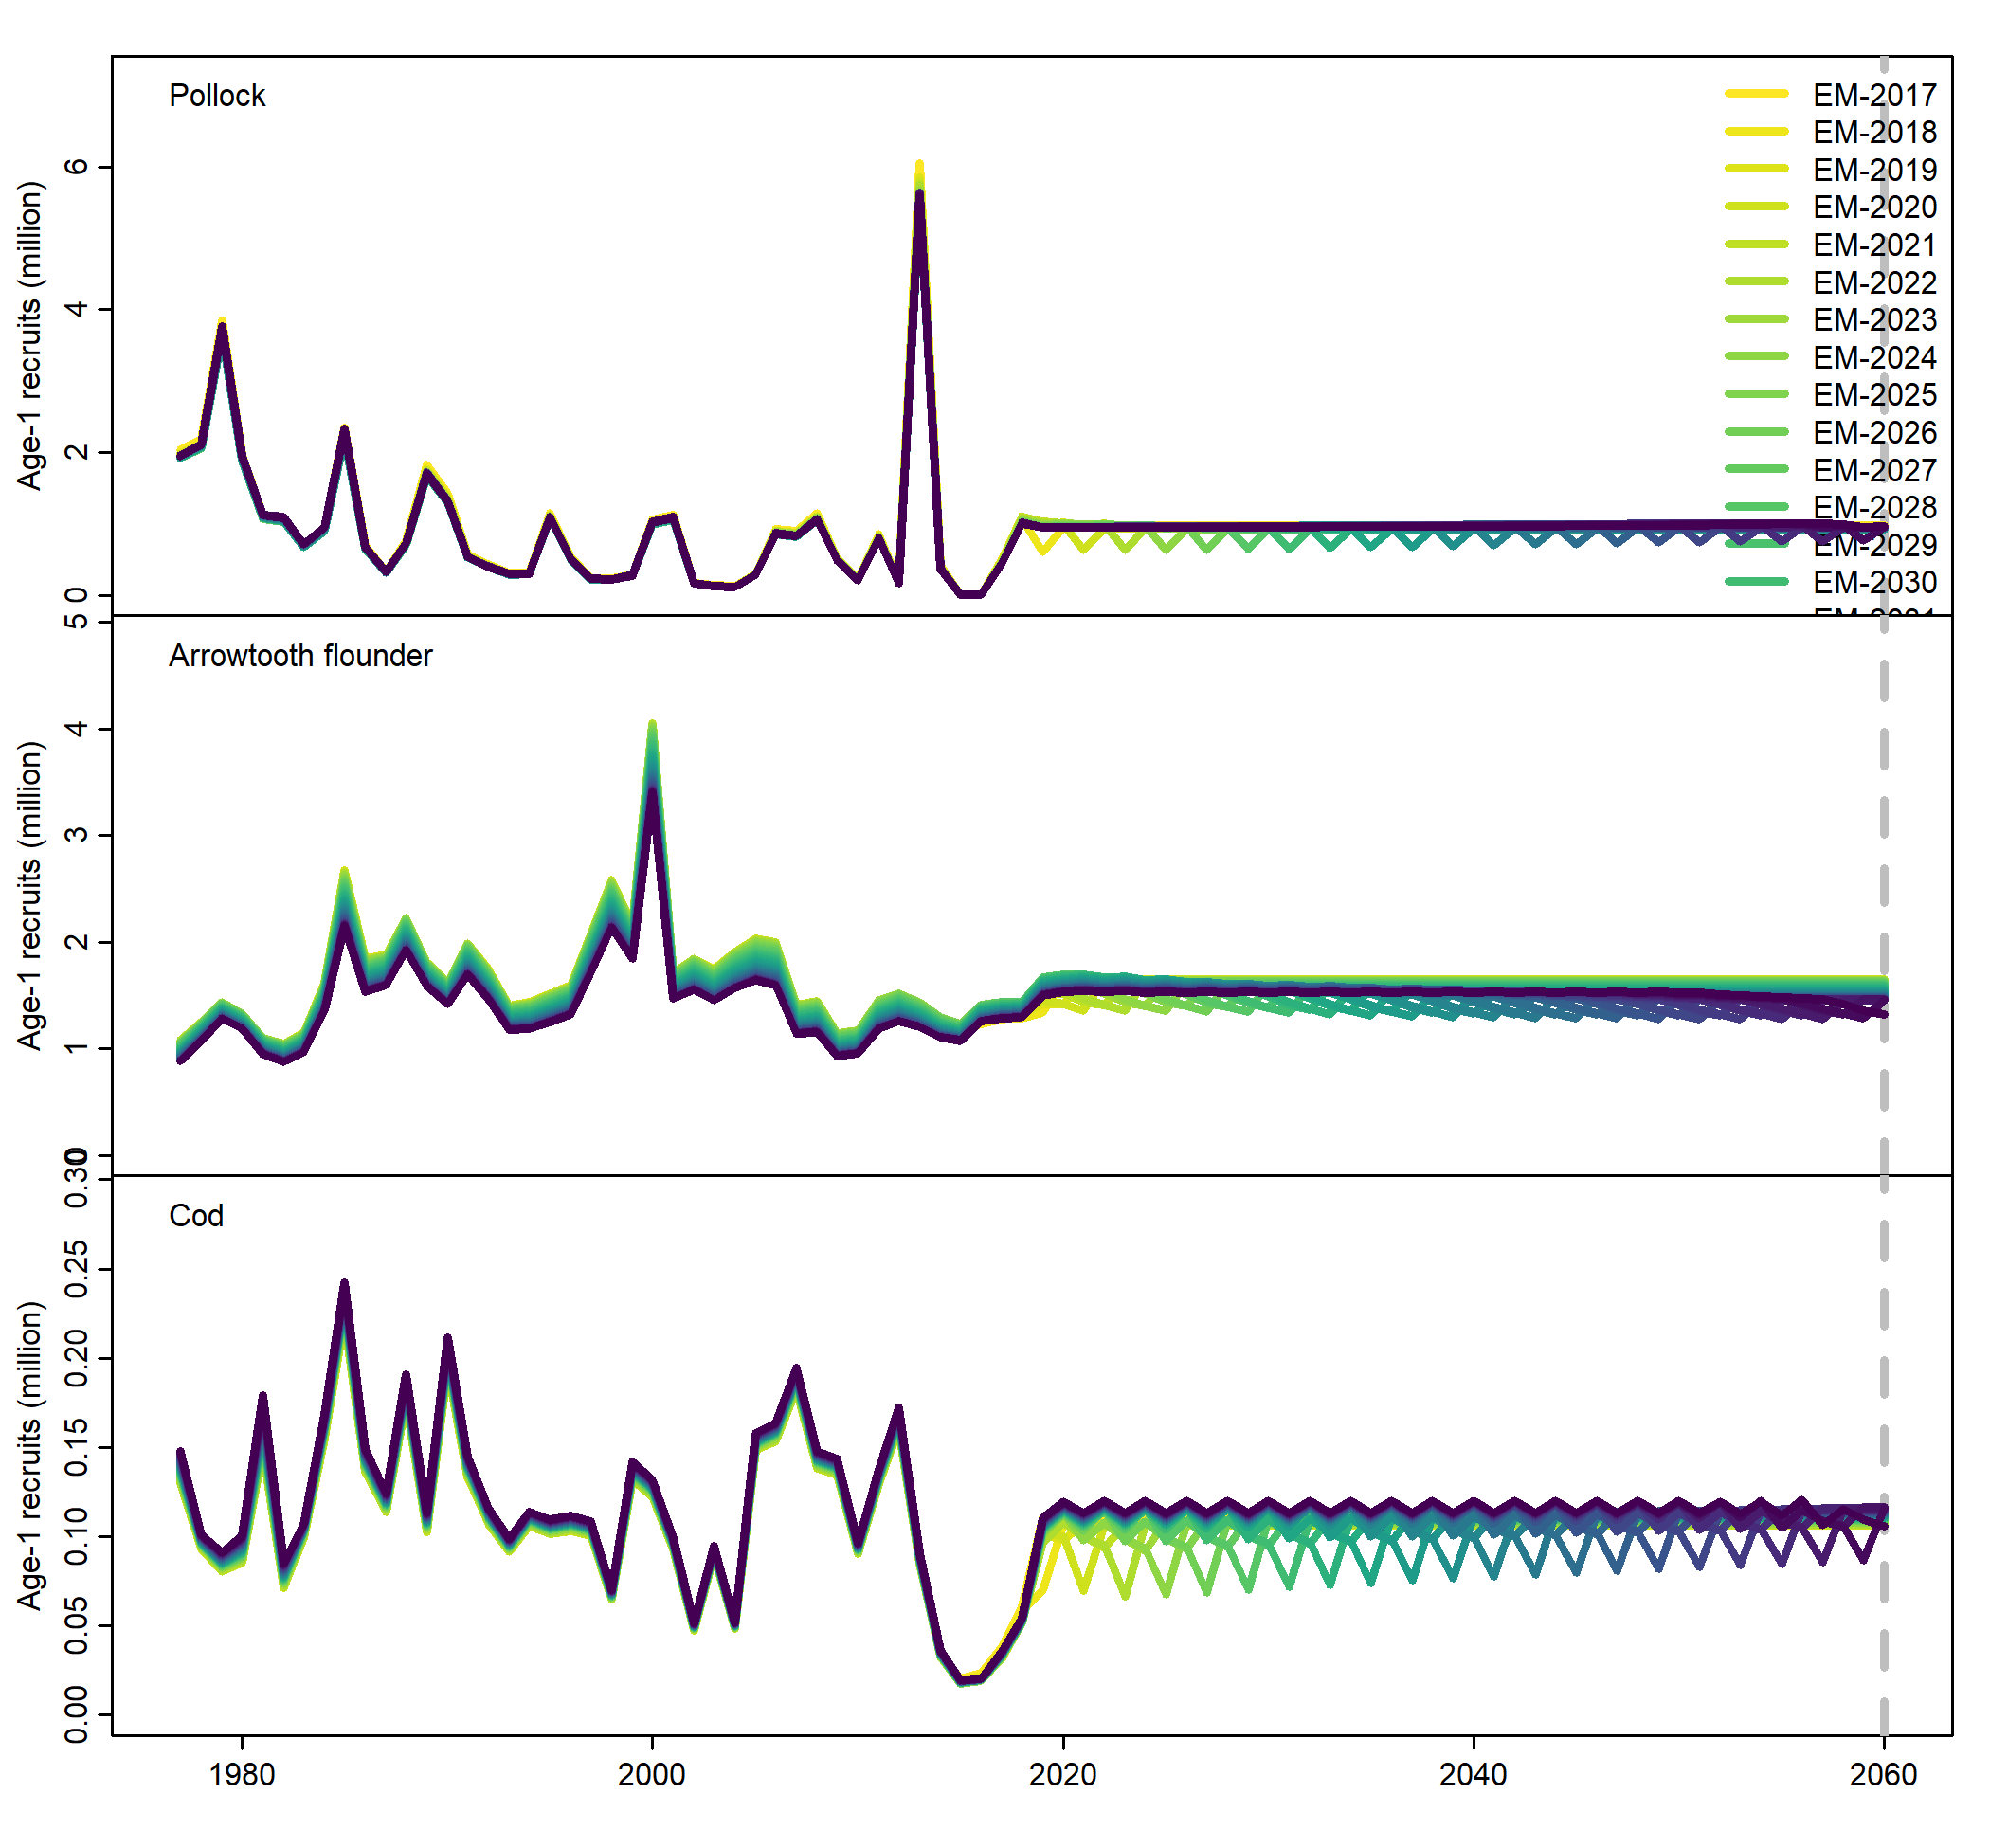 Pollock
Age-1 recruits (million)
6
4
2
0
EM-2017
EM-2018
EM-2019
EM-2020
EM-2021
EM-2022
EM-2023
EM-2024
EM-2025
EM-2026
EM-2027
EM-2028
EM-2029
EM-2030
Arrowtooth flounder
Age-1 recruits (million)
5
4
3
2
1
0
Cod
Age-1 recruits (million)
0.30
0.25
0.20
0.15
0.10
0.05
0.00
1980 2000 2020 2040 2060